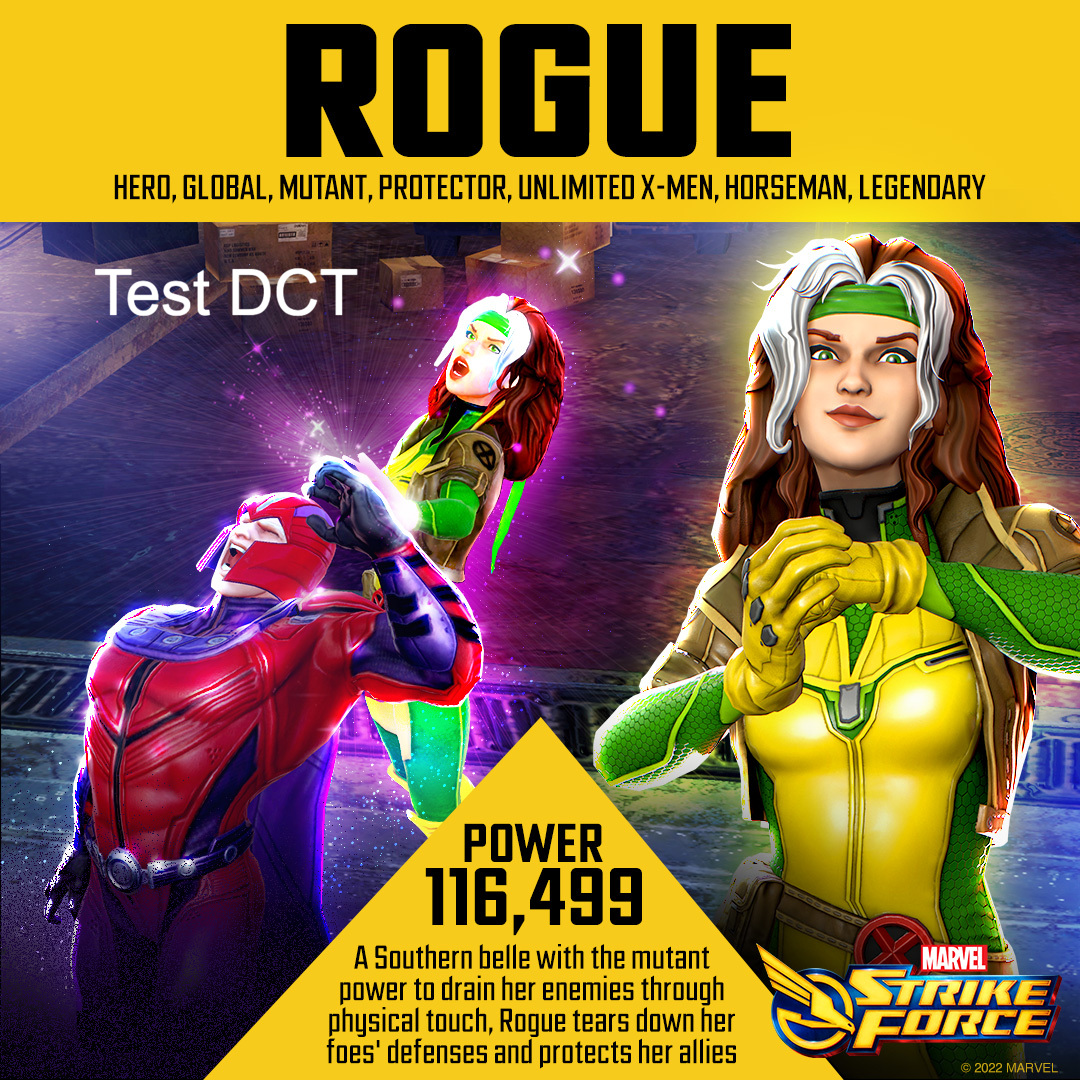 ROGUE
HERO, GLOBAL, MUTANT, PROTECTOR, UNLIMITED X-MEN, HORSEMAN, LEGENDARY
Test DCT
POWER
116,499
A Southern belle with the mutant
power to drain her enemies through
physical touch, Rogue tears down her
foes' defenses and protects her allies
MARVEL
STRIKE
FORCE
© 2022 MARVEL